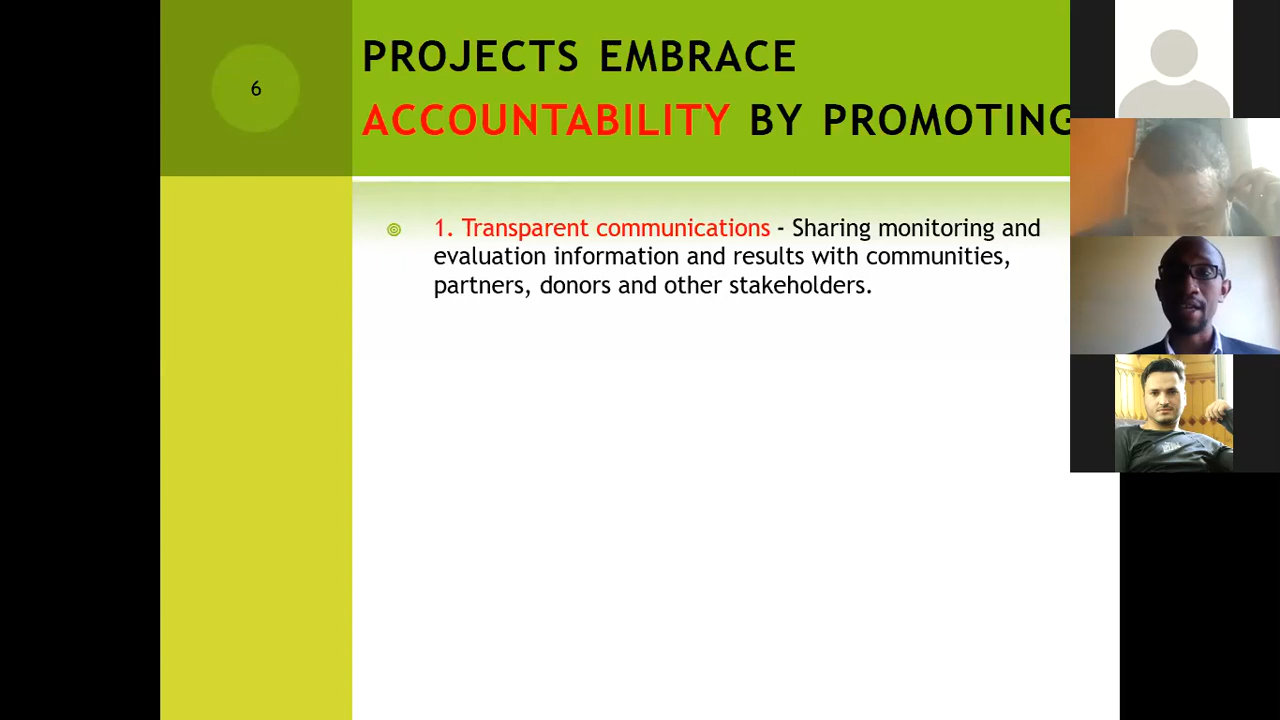 6
PROJECTS EMBRACE
ACCOUNTABILITY BY PROMOTING
1. Transparent communications - Sharing monitoring and
evaluation information and results with communities,
partners, donors and other stakeholders.